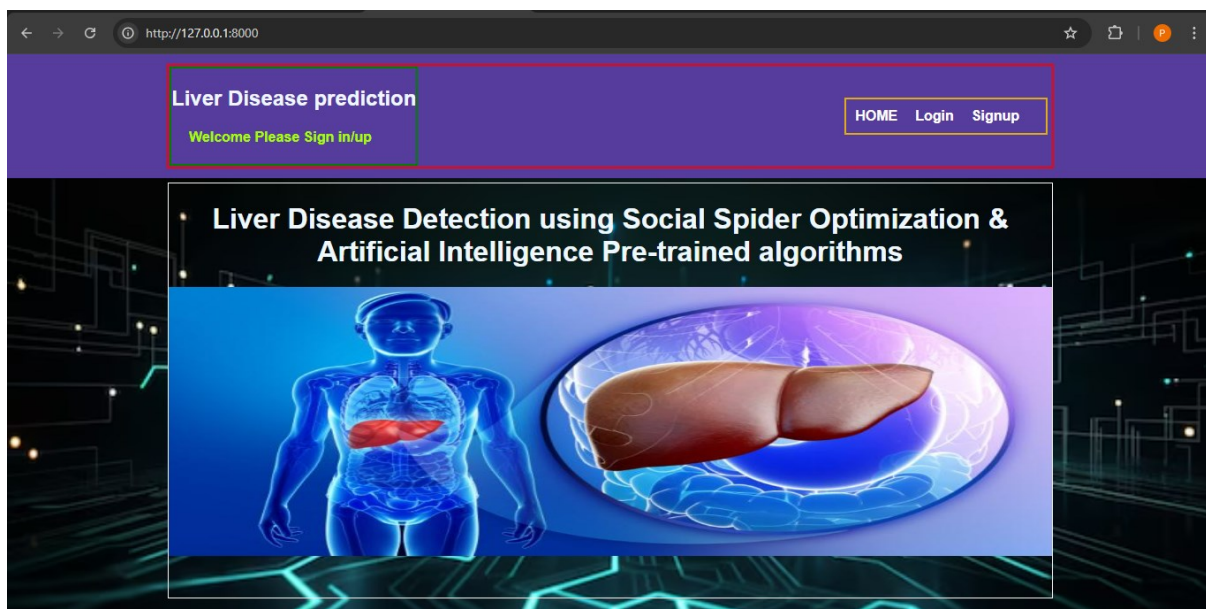 http://127.0.0.1:8000
P
Liver Disease prediction
Welcome Please Sign in/up
HOME Login Signup
Liver Disease Detection using Social Spider Optimization &
Artificial Intelligence Pre-trained algorithms